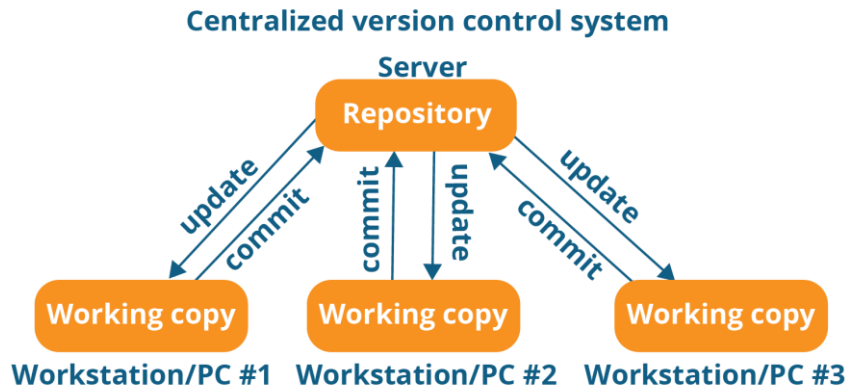 Centralized version control system
Server
Repository
update
commit
commit
update
update
commit
Working copy
Working copy
Working copy
Workstation/PC #1
Workstation/PC #2
Workstation/PC #3